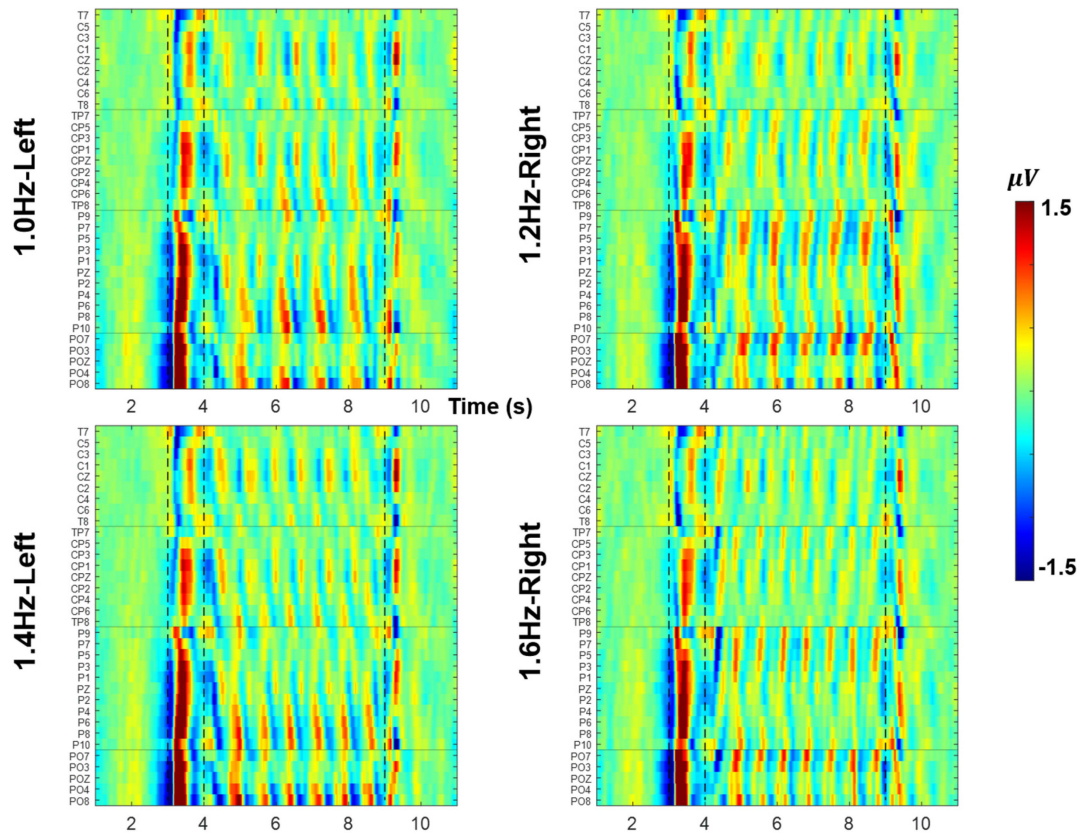 1.0Hz-Left
T7
C5
C3
C1
CZ
C2
C4
C6
T8
TP7
CP5
CP3
CP1
CPZ
CP2
CP4
CP6
TP8
P9
P7
P5
P3
P1
PZ
P2
P4
P6
P8
P10
PO7
PO3
POZ
PO4
PO8
2 4 6 8 10
1.2Hz-Right
T7
C5
C3
C1
CZ
C2
C4
C6
T8
TP7
CP5
CP3
CP1
CPZ
CP2
CP4
CP6
TP8
P9
P7
P5
P3
P1
PZ
P2
P4
P6
P8
P10
PO7
PO3
POZ
PO4
PO8
2 4 6 8 10
Time (s)
1.4Hz-Left
T7
C5
C3
C1
CZ
C2
C4
C6
T8
TP7
CP5
CP3
CP1
CPZ
CP2
CP4
CP6
TP8
P9
P7
P5
P3
P1
PZ
P2
P4
P6
P8
P10
PO7
PO3
POZ
PO4
PO8
2 4 6 8 10
1.6Hz-Right
T7
C5
C3
C1
CZ
C2
C4
C6
T8
TP7
CP5
CP3
CP1
CPZ
CP2
CP4
CP6
TP8
P9
P7
P5
P3
P1
PZ
P2
P4
P6
P8
P10
PO7
PO3
POZ
PO4
PO8
2 4 6 8 10
μV
1.5
-1.5